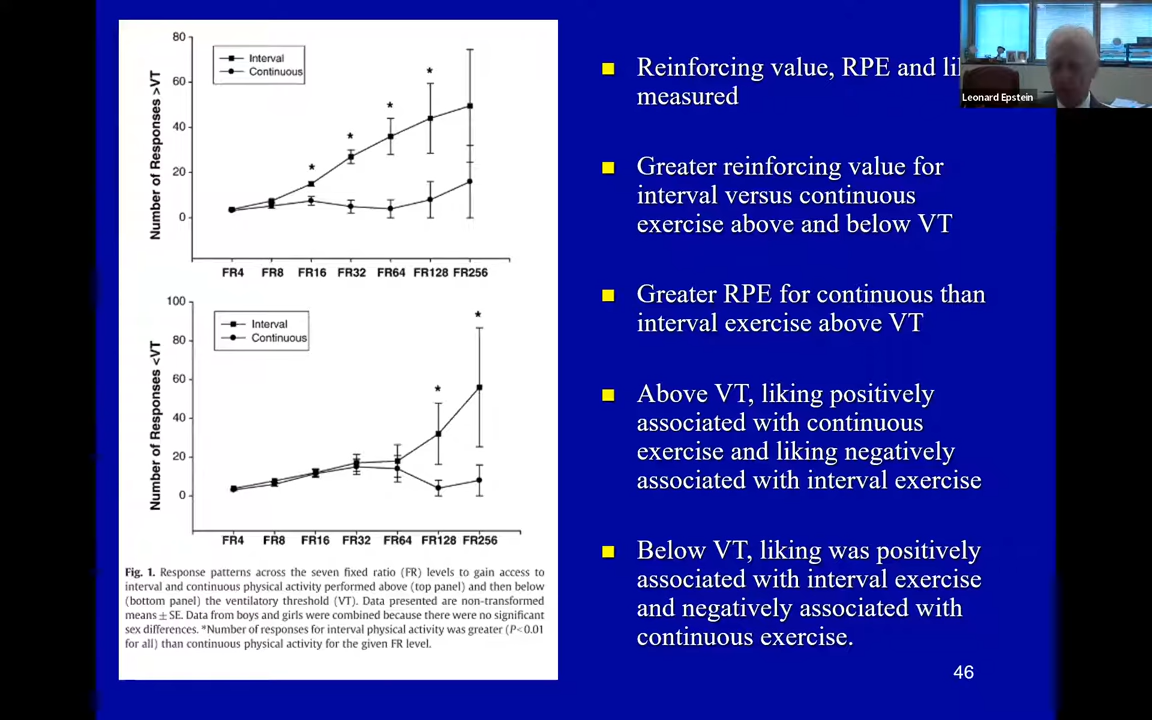 80
60
40
20
0
Number of Responses >VT
Interval
Continuous
*
*
*
*
FR4 FR8 FR16 FR32 FR64 FR128 FR256
100
80
60
40
20
0
Number of Responses <VT
Interval
Continuous
*
*
FR4 FR8 FR16 FR32 FR64 FR128 FR256
Fig. 1. Response patterns across the seven fixed ratio (FR) levels to gain access to
interval and continuous physical activity performed above (top panel) and then below
(bottom panel) the ventilatory threshold (VT). Data presented are non-transformed
means ± SE. Data from boys and girls were combined because there were no significant
sex differences. *Number of responses for interval physical activity was greater (P<0.01
for all) than continuous physical activity for the given FR level.
Reinforcing value, RPE and
measured
Greater reinforcing value for
interval versus continuous
exercise above and below VT
Greater RPE for continuous than
interval exercise above VT
Above VT, liking positively
associated with continuous
exercise and liking negatively
associated with interval exercise
Below VT, liking was positively
associated with interval exercise
and negatively associated with
continuous exercise.
46
Leonard Epstein